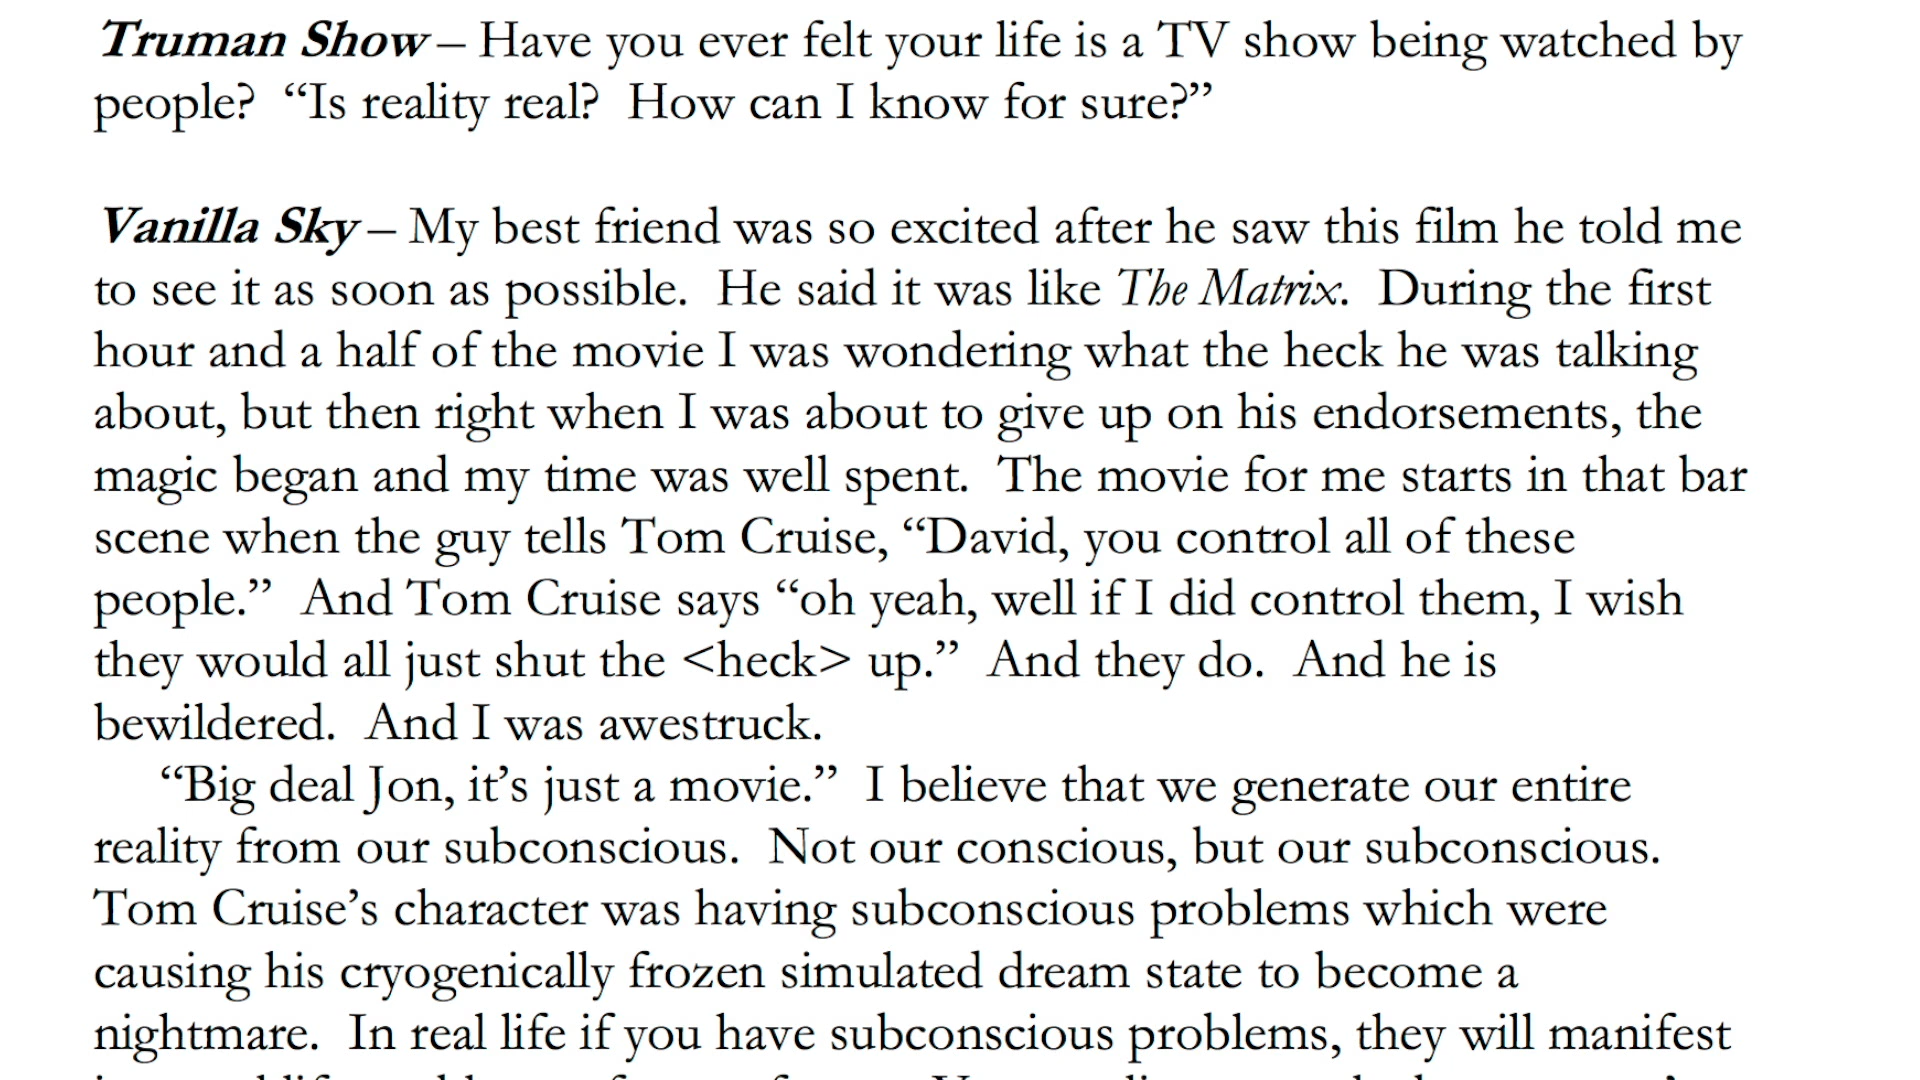 Truman Show – Have you ever felt your life is a TV show being watched by
people?  “Is reality real?  How can I know for sure?”
Vanilla Sky – My best friend was so excited after he saw this film he told me
to see it as soon as possible.  He said it was like The Matrix.  During the first
hour and a half of the movie I was wondering what the heck he was talking
about, but then right when I was about to give up on his endorsements, the
magic began and my time was well spent.  The movie for me starts in that bar
scene when the guy tells Tom Cruise, “David, you control all of these
people.”  And Tom Cruise says “oh yeah, well if I did control them, I wish
they would all just shut the <heck> up.”  And they do.  And he is
bewildered.  And I was awestruck.
“Big deal Jon, it’s just a movie.”  I believe that we generate our entire
reality from our subconscious.  Not our conscious, but our subconscious.
Tom Cruise’s character was having subconscious problems which were
causing his cryogenically frozen simulated dream state to become a
nightmare.  In real life if you have subconscious problems, they will manifest